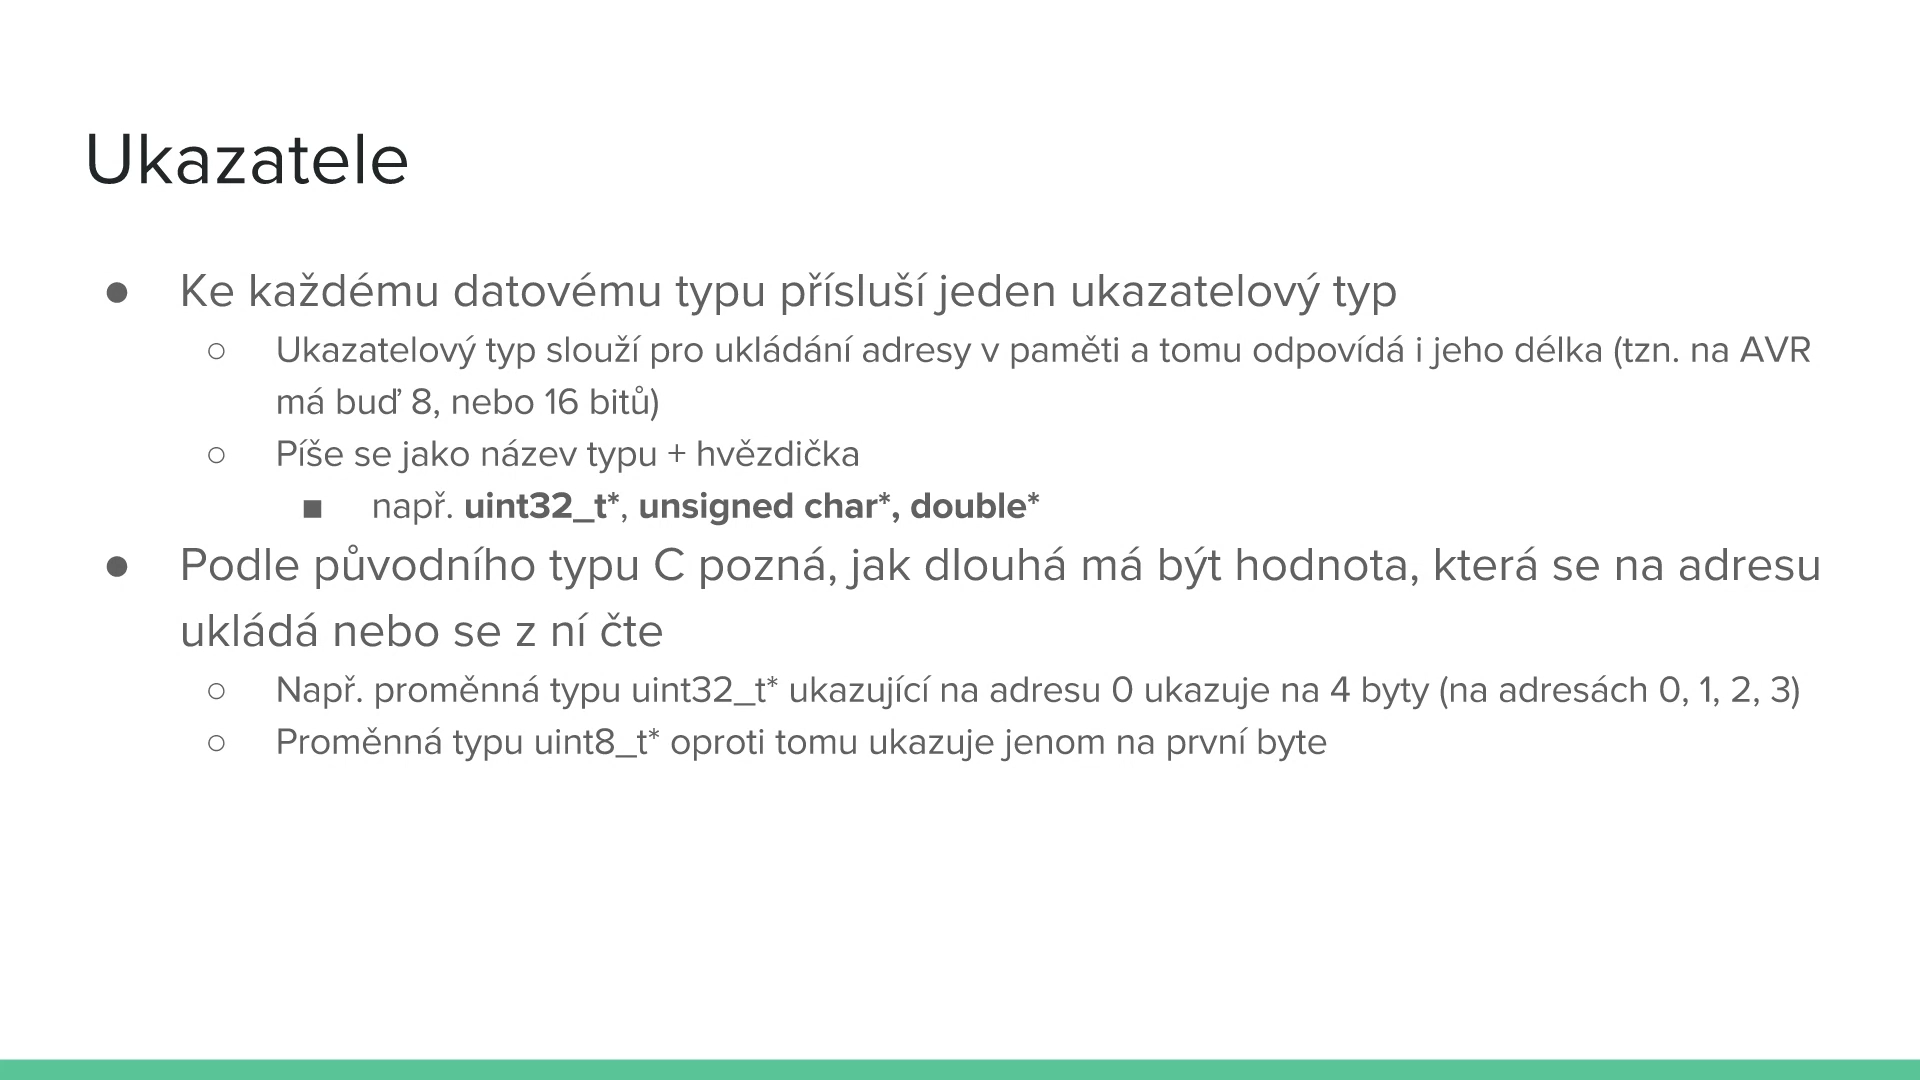 Ukazatele
● Ke každému datovému typu přísluší jeden ukazatelový typ
○ Ukazatelový typ slouží pro ukládání adresy v paměti a tomu odpovídá i jeho délka (tzn. na AVR
má buď 8, nebo 16 bitů)
○ Píše se jako název typu + hvězdička
■ např. uint32_t*, unsigned char*, double*
● Podle původního typu C pozná, jak dlouhá má být hodnota, která se na adresu
ukládá nebo se z ní čte
○ Např. proměnná typu uint32_t* ukazující na adresu 0 ukazuje na 4 byty (na adresách 0, 1, 2, 3)
○ Proměnná typu uint8_t* oproti tomu ukazuje jenom na první byte